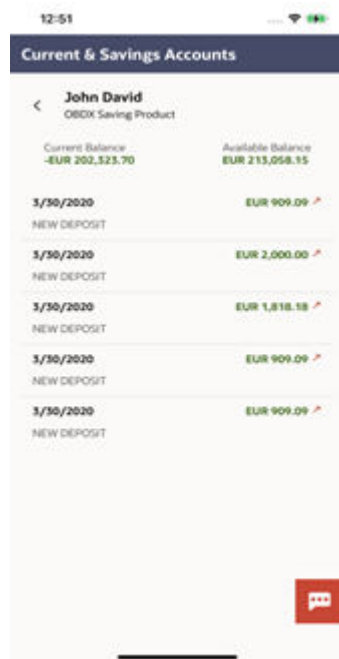 12:51
Current & Savings Accounts
John David
OBDX Saving Product
Current Balance
-EUR 202,323.70
Available Balance
EUR 213,058.15
3/30/2020 EUR 909.09
NEW DEPOSIT
3/30/2020 EUR 2,000.00
NEW DEPOSIT
3/30/2020 EUR 1,818.18
NEW DEPOSIT
3/30/2020 EUR 909.09
NEW DEPOSIT
3/30/2020 EUR 909.09
NEW DEPOSIT